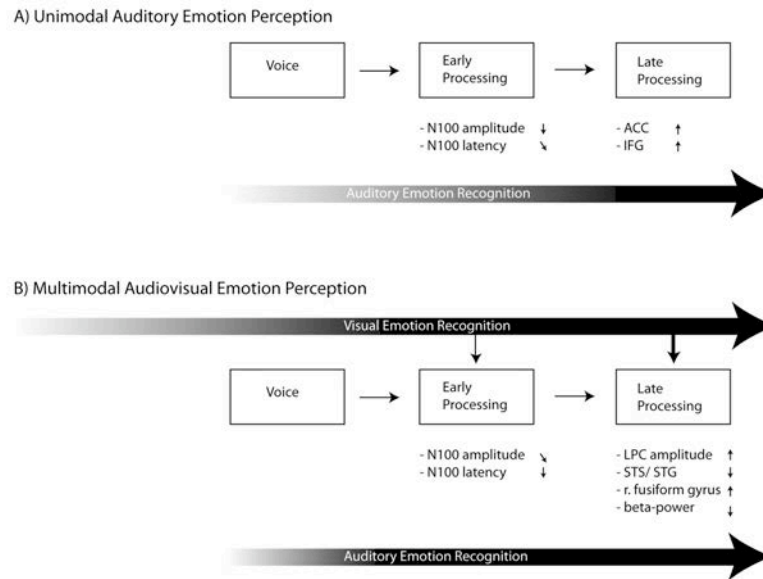 A) Unimodal Auditory Emotion Perception
Voice
Early
Processing
Late
Processing
- N100 amplitude ↓
- N100 latency ↘
- ACC ↑
- IFG ↑
Auditory Emotion Recognition
B) Multimodal Audiovisual Emotion Perception
Visual Emotion Recognition
Voice
Early
Processing
Late
Processing
- N100 amplitude ↘
- N100 latency ↓
- LPC amplitude ↑
- STS/ STG ↓
- r. fusiform gyrus ↑
- beta-power ↓
Auditory Emotion Recognition